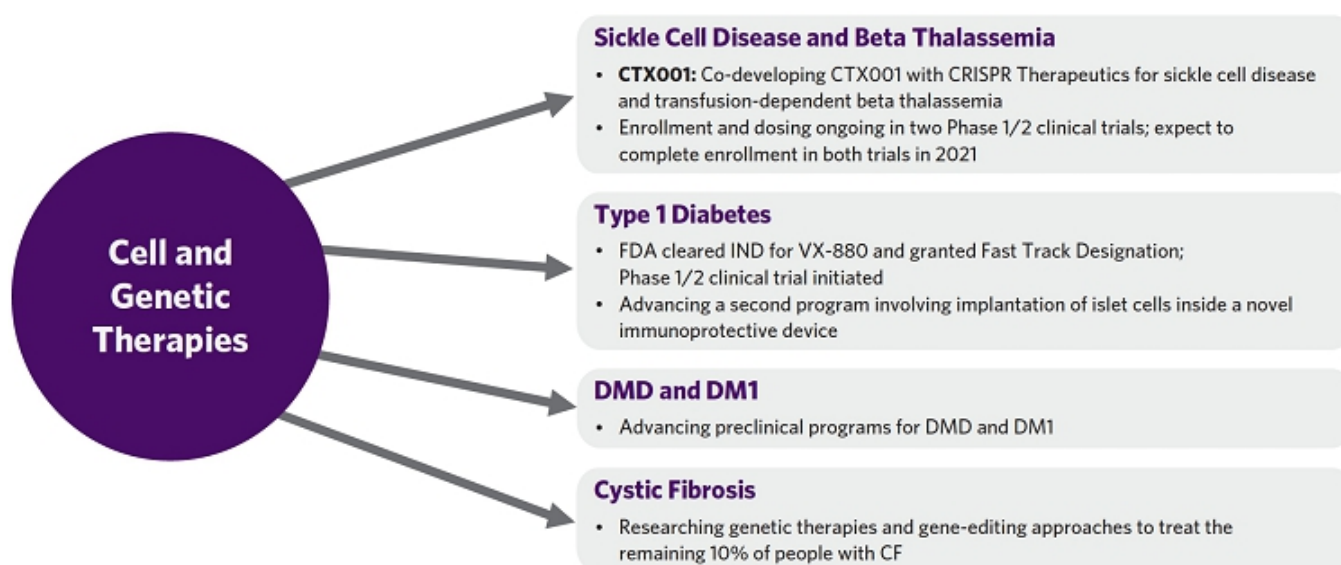 Cell and
Genetic
Therapies
Sickle Cell Disease and Beta Thalassemia
• CTX001: Co-developing CTX001 with CRISPR Therapeutics for sickle cell disease
and transfusion-dependent beta thalassemia
• Enrollment and dosing ongoing in two Phase 1/2 clinical trials; expect to
complete enrollment in both trials in 2021
Type 1 Diabetes
• FDA cleared IND for VX-880 and granted Fast Track Designation;
Phase 1/2 clinical trial initiated
• Advancing a second program involving implantation of islet cells inside a novel
immunoprotective device
DMD and DM1
• Advancing preclinical programs for DMD and DM1
Cystic Fibrosis
• Researching genetic therapies and gene-editing approaches to treat the
remaining 10% of people with CF